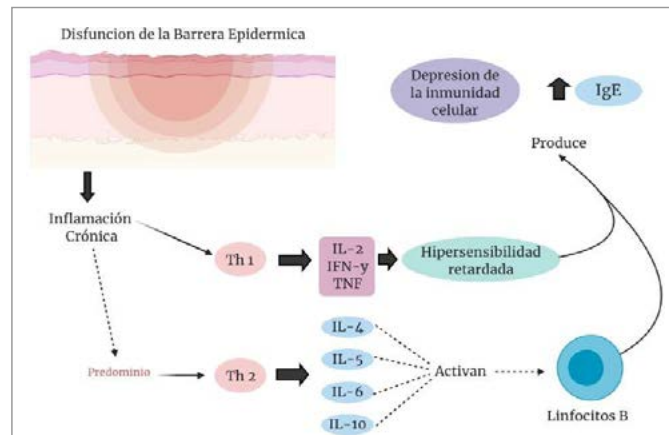 Disfuncion de la Barrera Epidermica
Depresion de
la inmunidad
celular
IgE
Produce
Inflamación
Crónica
Th 1
IL-2
IFN-y
TNF
Hipersensibilidad
retardada
Predominio
Th 2
IL-4
IL-5
IL-6
IL-10
Activan
Linfocitos B